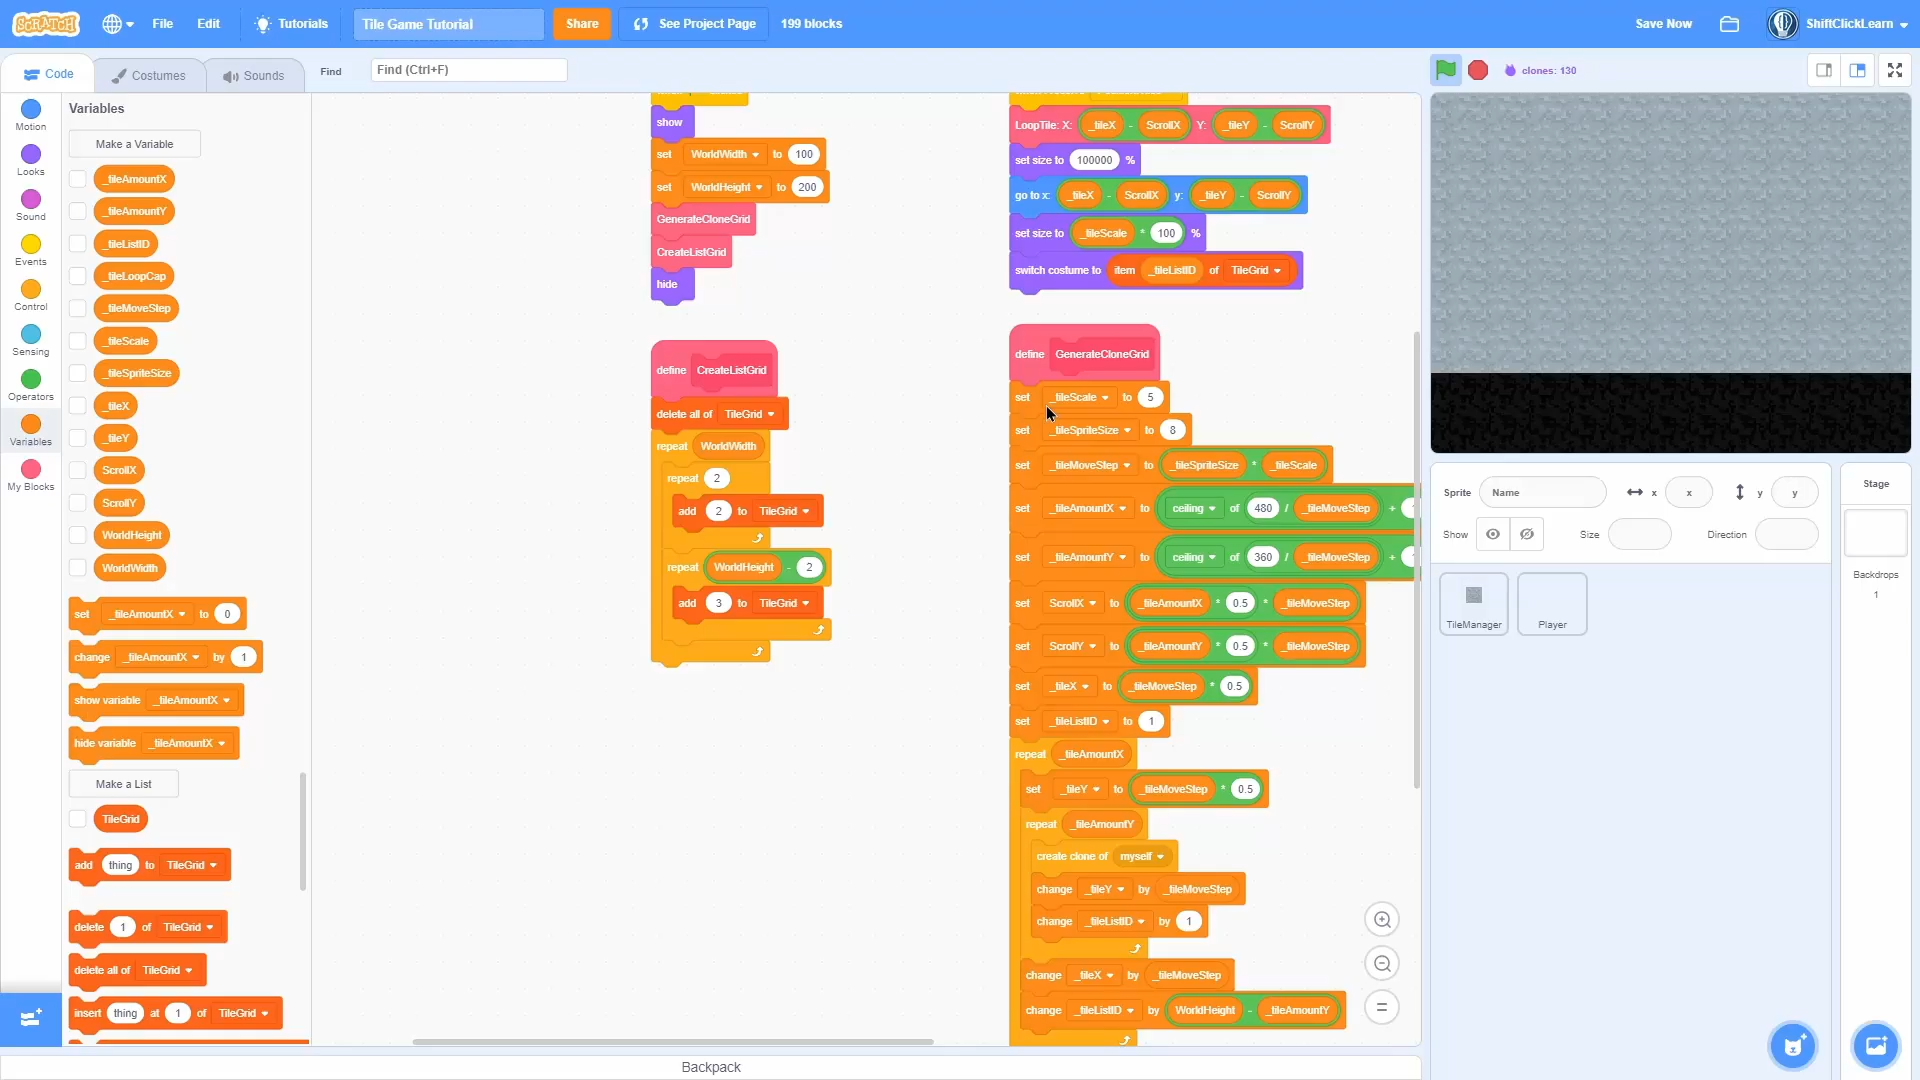 SCRATCH
File
Edit
Tutorials
Tile Game Tutorial
Share
See Project Page
199 blocks
Save Now
ShiftClickLearn
Code
Costumes
Sounds
Find
Find (Ctrl+F)
clones: 130
Motion
Looks
Sound
Events
Control
Sensing
Operators
Variables
My Blocks
Variables
Make a Variable
_tileAmountX
_tileAmountY
_tileListID
_tileLoopCap
_tileMoveStep
_tileScale
_tileSpriteSize
_tileX
_tileY
ScrollX
ScrollY
WorldHeight
WorldWidth
set _tileAmountX to 0
change _tileAmountX by 1
show variable _tileAmountX
hide variable _tileAmountX
Make a List
TileGrid
add thing to TileGrid
delete 1 of TileGrid
delete all of TileGrid
insert thing at 1 of TileGrid
show
set WorldWidth to 100
set WorldHeight to 200
GenerateCloneGrid
CreateListGrid
hide
define CreateListGrid
delete all of TileGrid
repeat WorldWidth
repeat 2
add 2 to TileGrid
repeat WorldHeight - 2
add 3 to TileGrid
LoopTile: X: _tileX - ScrollX Y: _tileY - ScrollY
set size to 100000 %
go to x: _tileX - ScrollX y: _tileY - ScrollY
set size to _tileScale * 100 %
switch costume to item _tileListID of TileGrid
define GenerateCloneGrid
set _tileScale to 5
set _tileSpriteSize to 8
set _tileMoveStep to _tileSpriteSize * _tileScale
set _tileAmountX to ceiling of 480 / _tileMoveStep +
set _tileAmountY to ceiling of 360 / _tileMoveStep +
set ScrollX to _tileAmountX * 0.5 * _tileMoveStep
set ScrollY to _tileAmountY * 0.5 * _tileMoveStep
set _tileX to _tileMoveStep * 0.5
set _tileListID to 1
repeat _tileAmountX
set _tileY to _tileMoveStep * 0.5
repeat _tileAmountY
create clone of myself
change _tileY by _tileMoveStep
change _tileListID by 1
change _tileX by _tileMoveStep
change _tileListID by WorldHeight - _tileAmountY
Sprite Name x x y y
Show Size Direction
TileManager
Player
Stage
Backdrops
1
Backpack